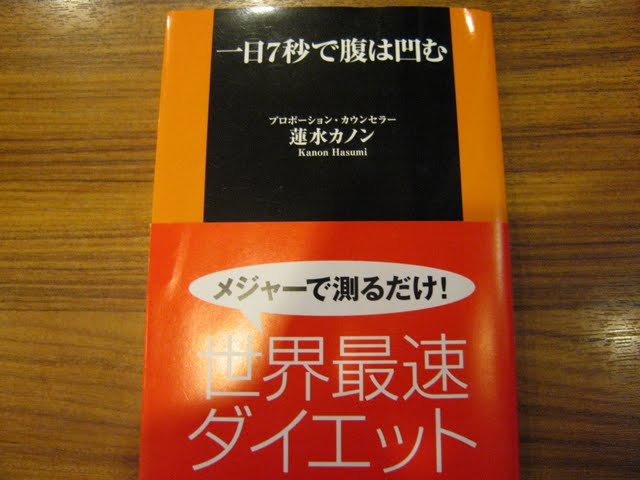 一日7秒で腹は凹む
プロポーション・カウンセラー
蓮水カノン
Kanon Hasumi
メジャーで測るだけ!
世界最速
ダイエット